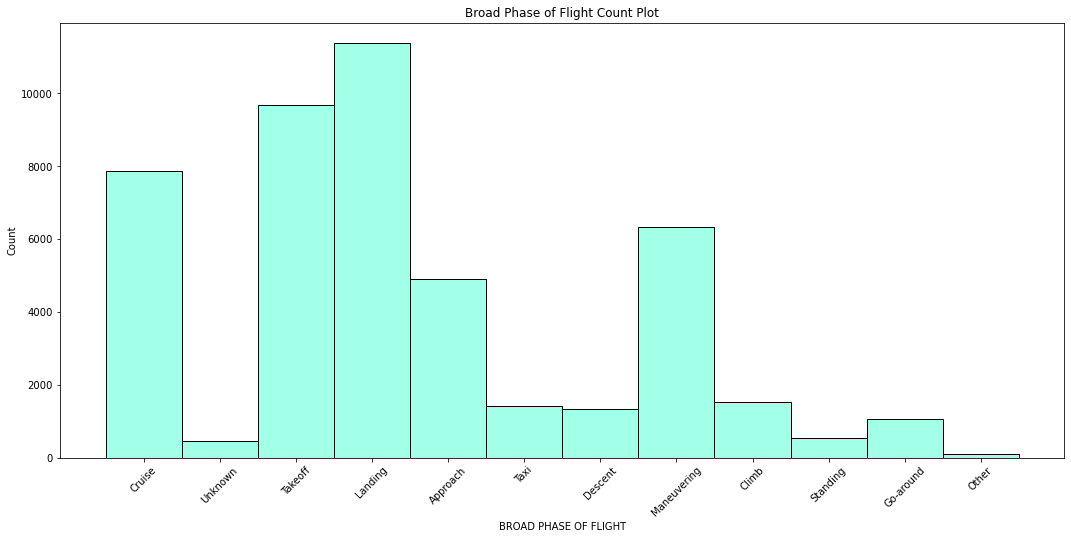 Broad Phase of Flight Count Plot
Count
10000
8000
6000
4000
2000
0
Cruise
Unknown
Takeoff
Landing
Approach
Taxi
Descent
Maneuvering
Climb
Standing
Go-around
Other
BROAD PHASE OF FLIGHT